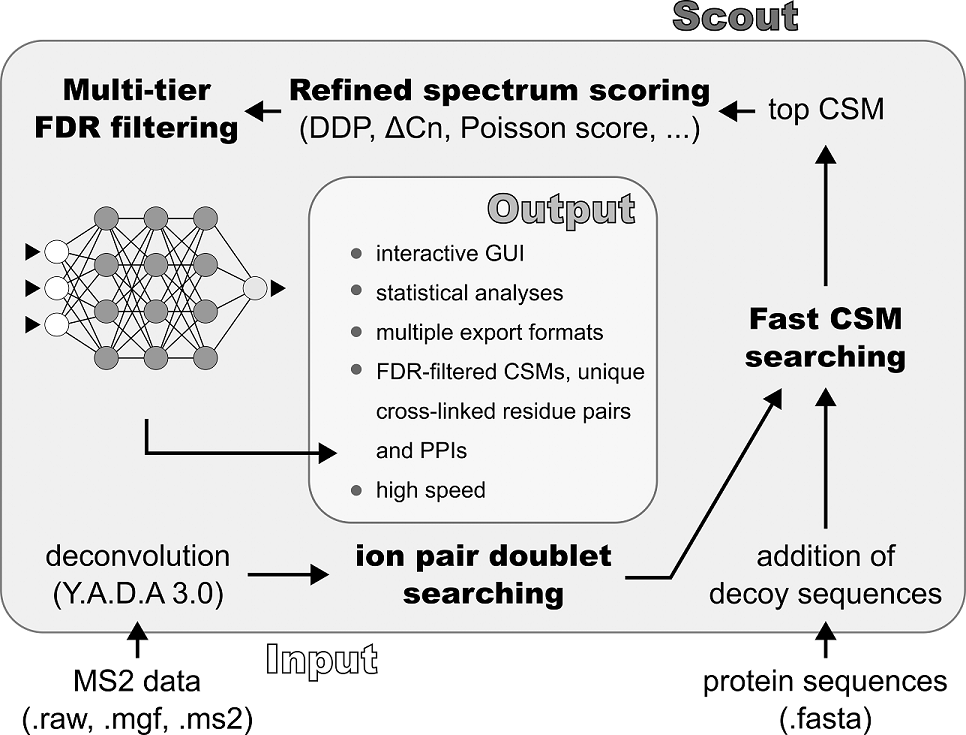 Scout
Multi-tier
FDR filtering
Refined spectrum scoring
(DDP, ΔCn, Poisson score, ...)
top CSM
Output
interactive GUI
statistical analyses
multiple export formats
FDR-filtered CSMs, unique
cross-linked residue pairs
and PPIs
high speed
Fast CSM
searching
deconvolution
(Y.A.D.A 3.0)
ion pair doublet
searching
addition of
decoy sequences
Input
MS2 data
(.raw, .mgf, .ms2)
protein sequences
(.fasta)